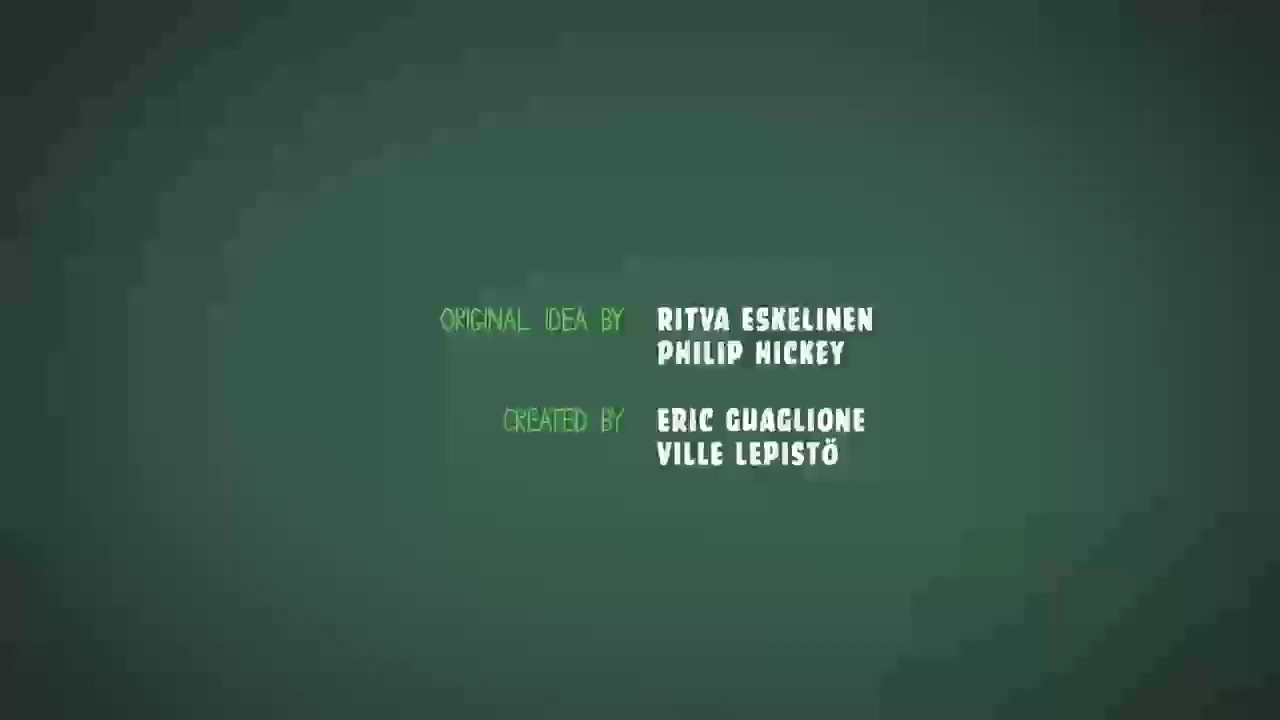 ORIGINAL IDEA BY RITVA ESKELINEN
PHILIP HICKEY
CREATED BY ERIC GUAGLIONE
VILLE LEPISTÖ